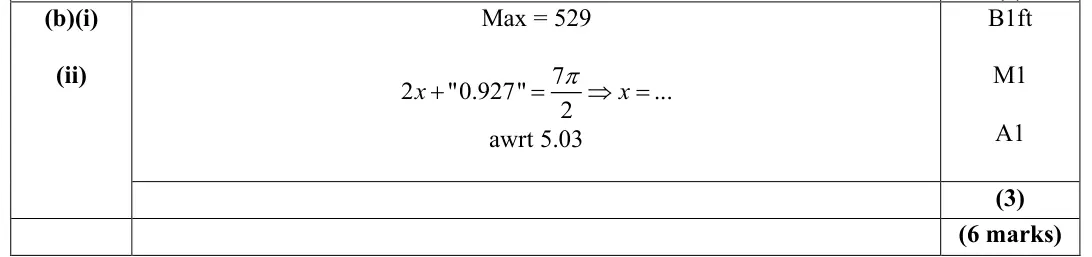 (b)(i) Max = 529 B1ft
(ii) 2x + "0.927" = 7π/2 ⇒ x = ... M1
awrt 5.03 A1
(3)
(6 marks)